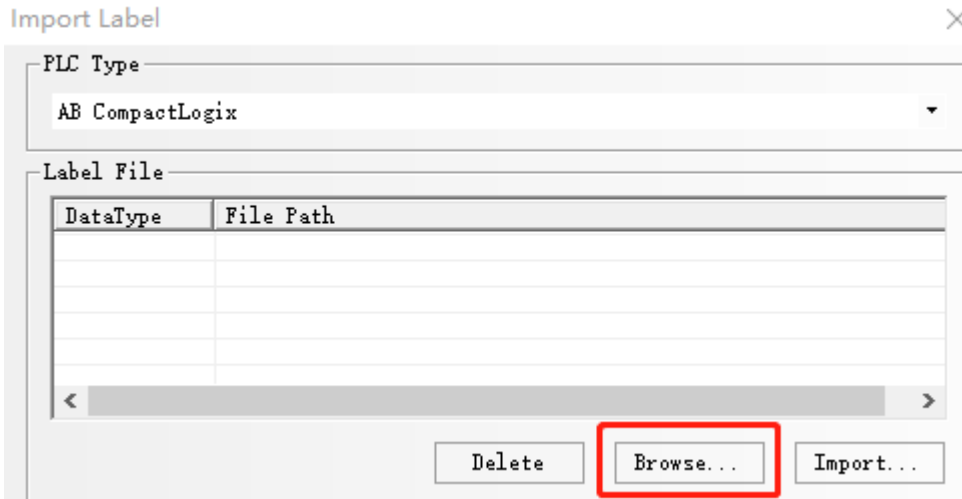 Import Label
PLC Type
AB CompactLogix
Label File
DataType File Path
Delete Browse... Import...